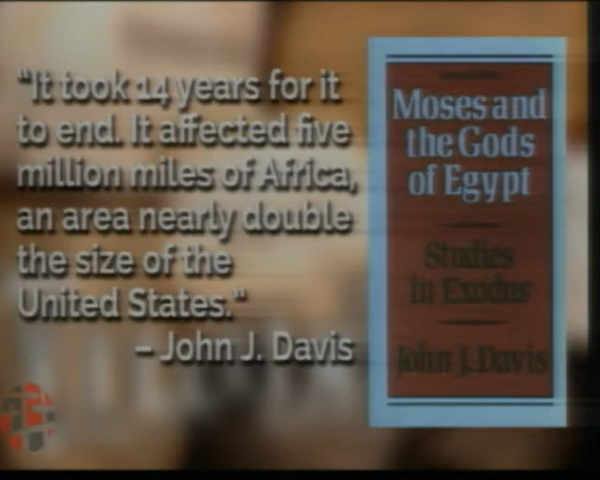 "It took 14 years for it
to end. It affected five
million miles of Africa,
an area nearly double
the size of the
United States."
– John J. Davis
Moses and
the Gods
of Egypt
Studies
in Exodus
John J. Davis